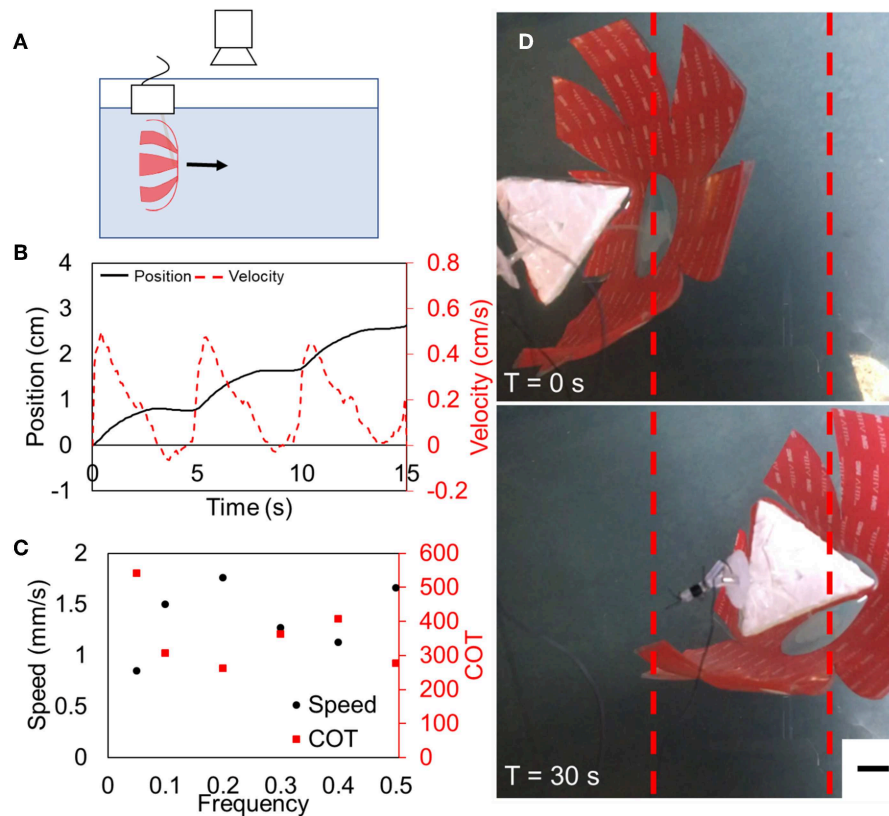 A
B
4
3
2
1
0
-1
Position (cm)
Position
Velocity
0.8
0.6
0.4
0.2
0
-0.2
Velocity (cm/s)
0
5
10
15
Time (s)
C
2
1.5
1
0.5
0
Speed (mm/s)
Speed
COT
600
500
400
300
200
100
0
COT
0
0.1
0.2
0.3
0.4
0.5
Frequency
D
T = 0 s
T = 30 s